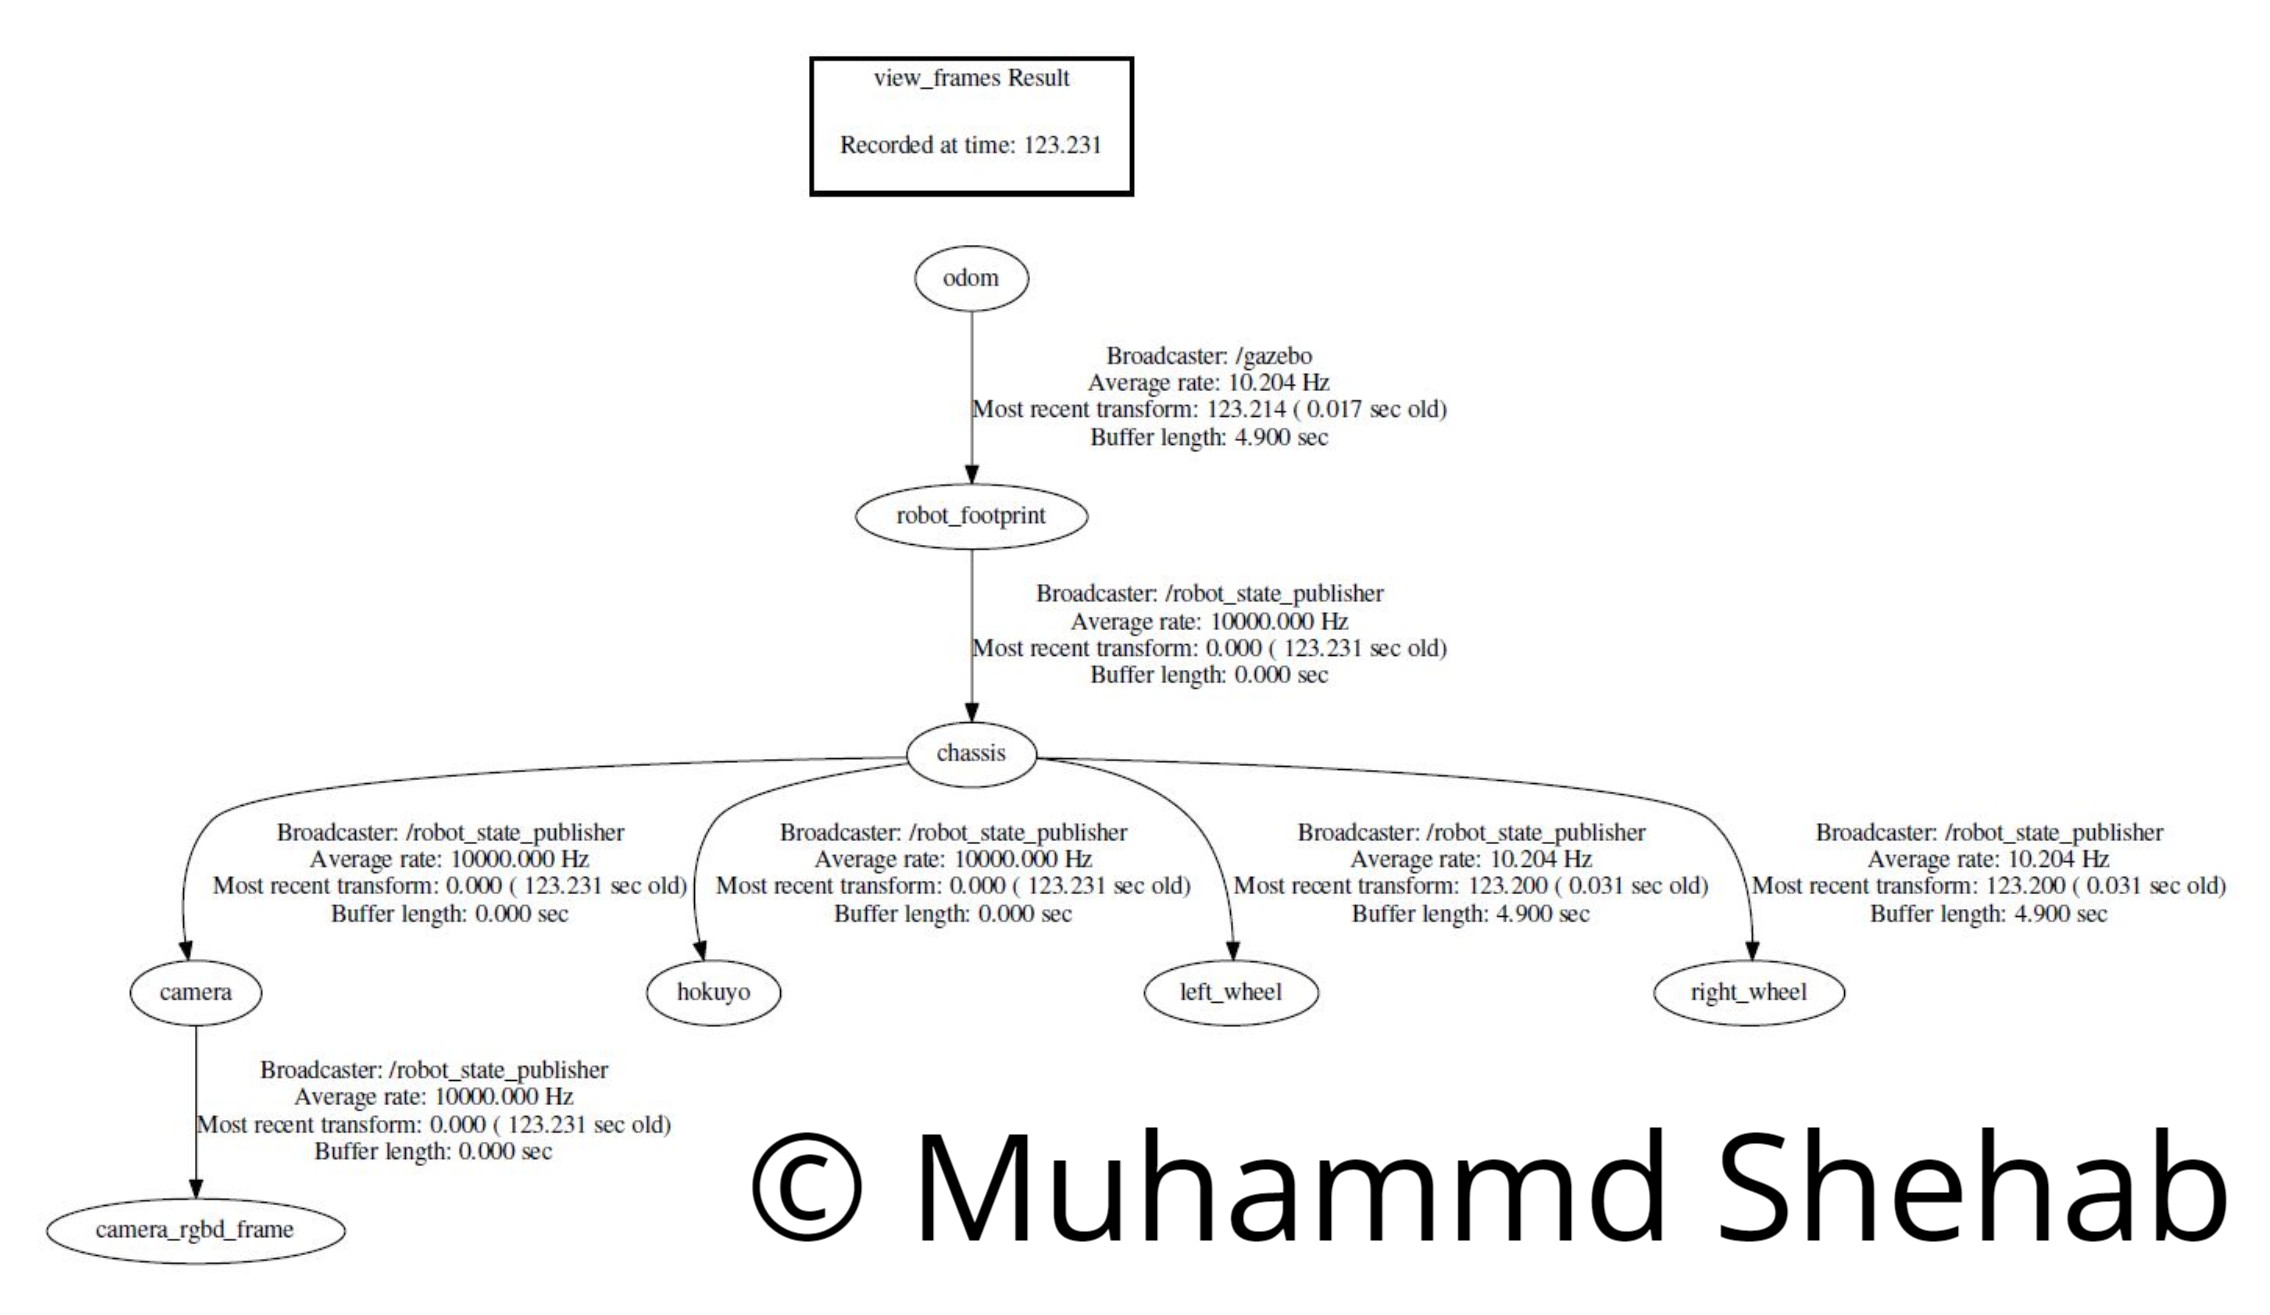 view_frames Result
Recorded at time: 123.231
odom
Broadcaster: /gazebo
Average rate: 10.204 Hz
Most recent transform: 123.214 ( 0.017 sec old)
Buffer length: 4.900 sec
robot_footprint
Broadcaster: /robot_state_publisher
Average rate: 10000.000 Hz
Most recent transform: 0.000 ( 123.231 sec old)
Buffer length: 0.000 sec
chassis
Broadcaster: /robot_state_publisher
Average rate: 10000.000 Hz
Most recent transform: 0.000 ( 123.231 sec old)
Buffer length: 0.000 sec
Broadcaster: /robot_state_publisher
Average rate: 10000.000 Hz
Most recent transform: 0.000 ( 123.231 sec old)
Buffer length: 0.000 sec
Broadcaster: /robot_state_publisher
Average rate: 10.204 Hz
Most recent transform: 123.200 ( 0.031 sec old)
Buffer length: 4.900 sec
Broadcaster: /robot_state_publisher
Average rate: 10.204 Hz
Most recent transform: 123.200 ( 0.031 sec old)
Buffer length: 4.900 sec
camera
hokuyo
left_wheel
right_wheel
Broadcaster: /robot_state_publisher
Average rate: 10000.000 Hz
Most recent transform: 0.000 ( 123.231 sec old)
Buffer length: 0.000 sec
camera_rgbd_frame
© Muhammd Shehab